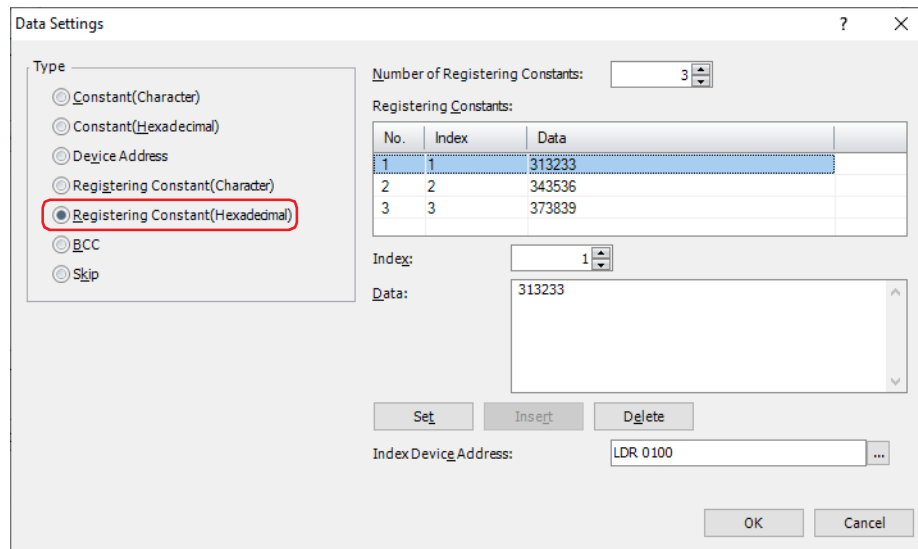 Data Settings
?
Type
Constant(Character)
Constant(Hexadecimal)
Device Address
Registering Constant(Character)
Registering Constant(Hexadecimal)
BCC
Skip
Number of Registering Constants: 3
Registering Constants:
No. Index Data
1 1 313233
2 2 343536
3 3 373839
Index: 1
Data: 313233
Set Insert Delete
Index Device Address: LDR 0100 ...
OK Cancel